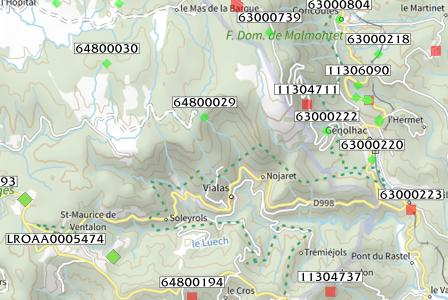 l'Hôpital
le Mas de la Barque
63000804
Concoules
le Martinet
63000739
F. Dom. de Malmontet
63000218
64800030
11306090
11304711
64800029
63000222
l'Hermet
Génolhac
63000220
Nojaret
93
Vialas
63000223
D998
St-Maurice de
Ventalon
Soleyrols
LROAA0005474
le Luech
Tremiéjols
Pont du Rastel
64800194
11304737
le Cros